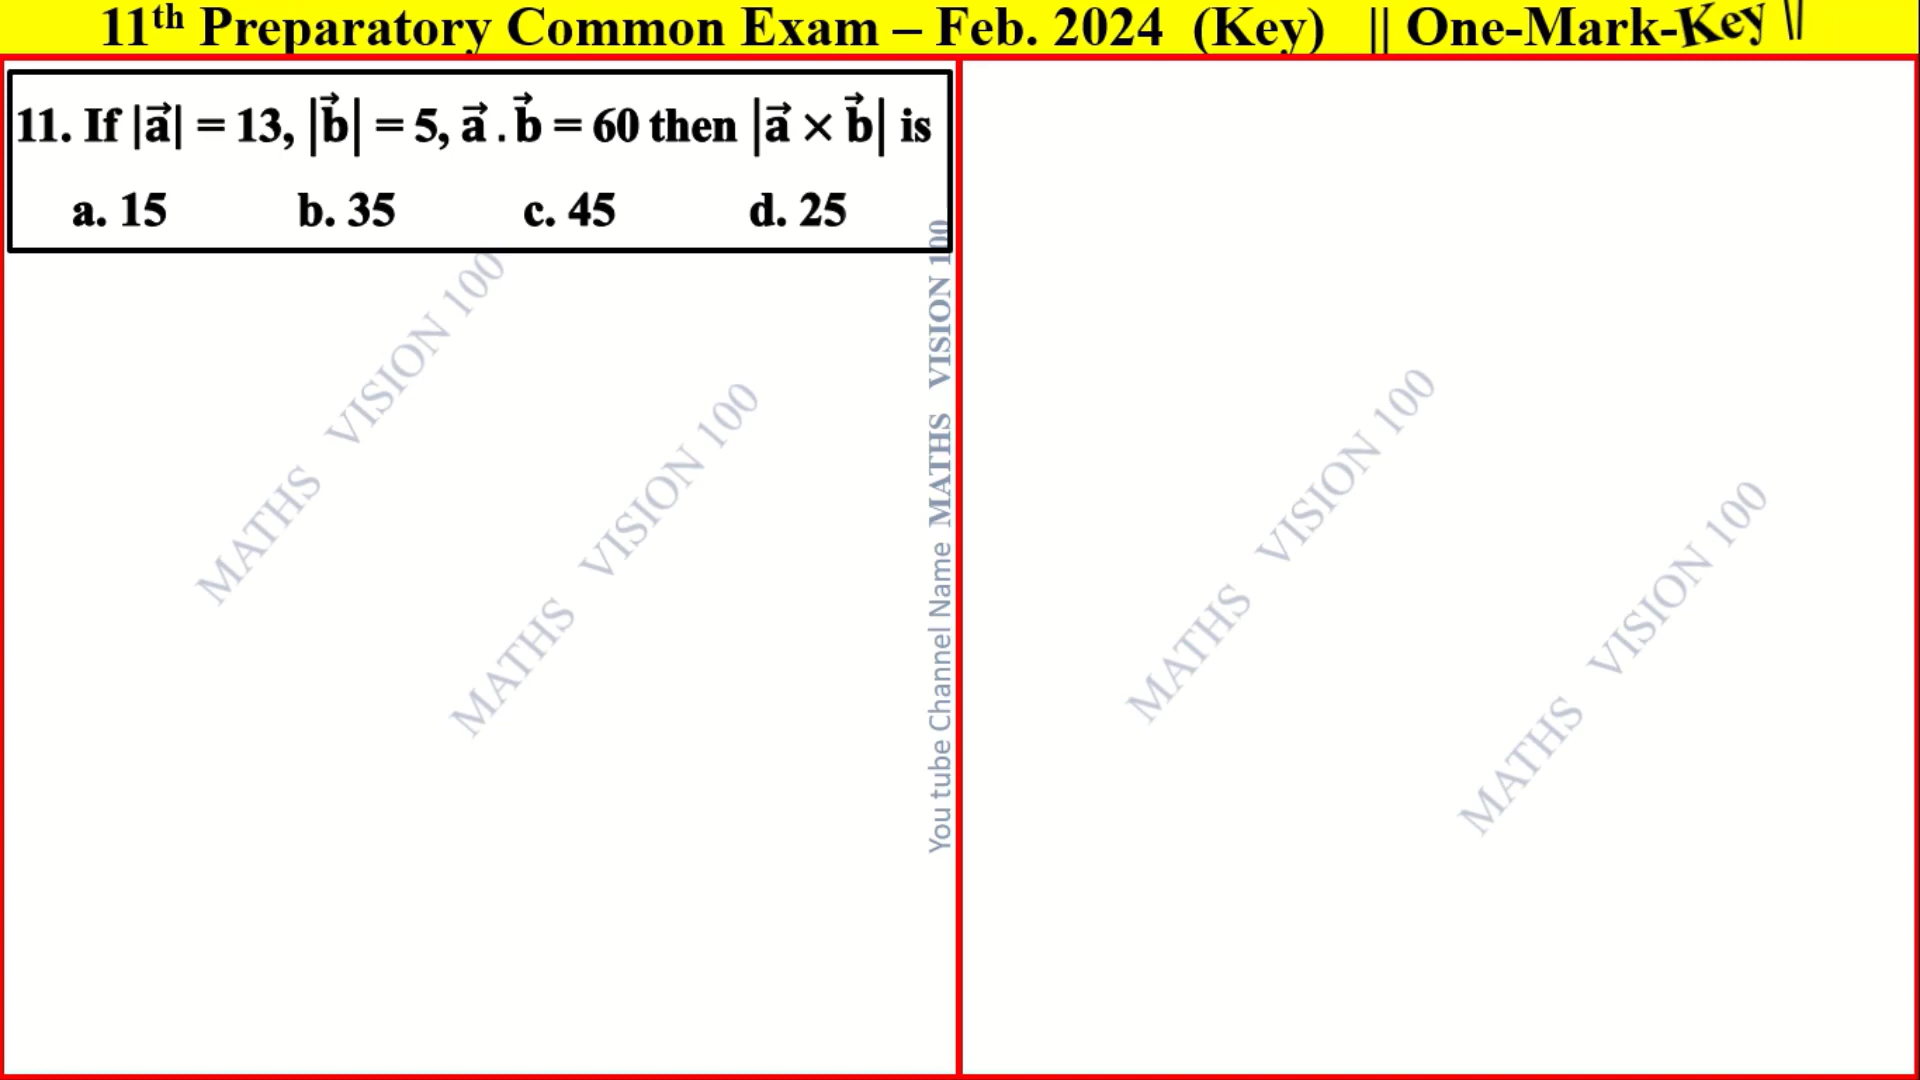 11th Preparatory Common Exam – Feb. 2024 (Key) || One-Mark-Key ||
11. If |a⃗| = 13, |b⃗| = 5, a⃗ . b⃗ = 60 then |a⃗ × b⃗| is
a. 15 b. 35 c. 45 d. 25
MATHS VISION 100
MATHS VISION 100
You tube Channel Name MATHS VISION 100
MATHS VISION 100
MATHS VISION 100